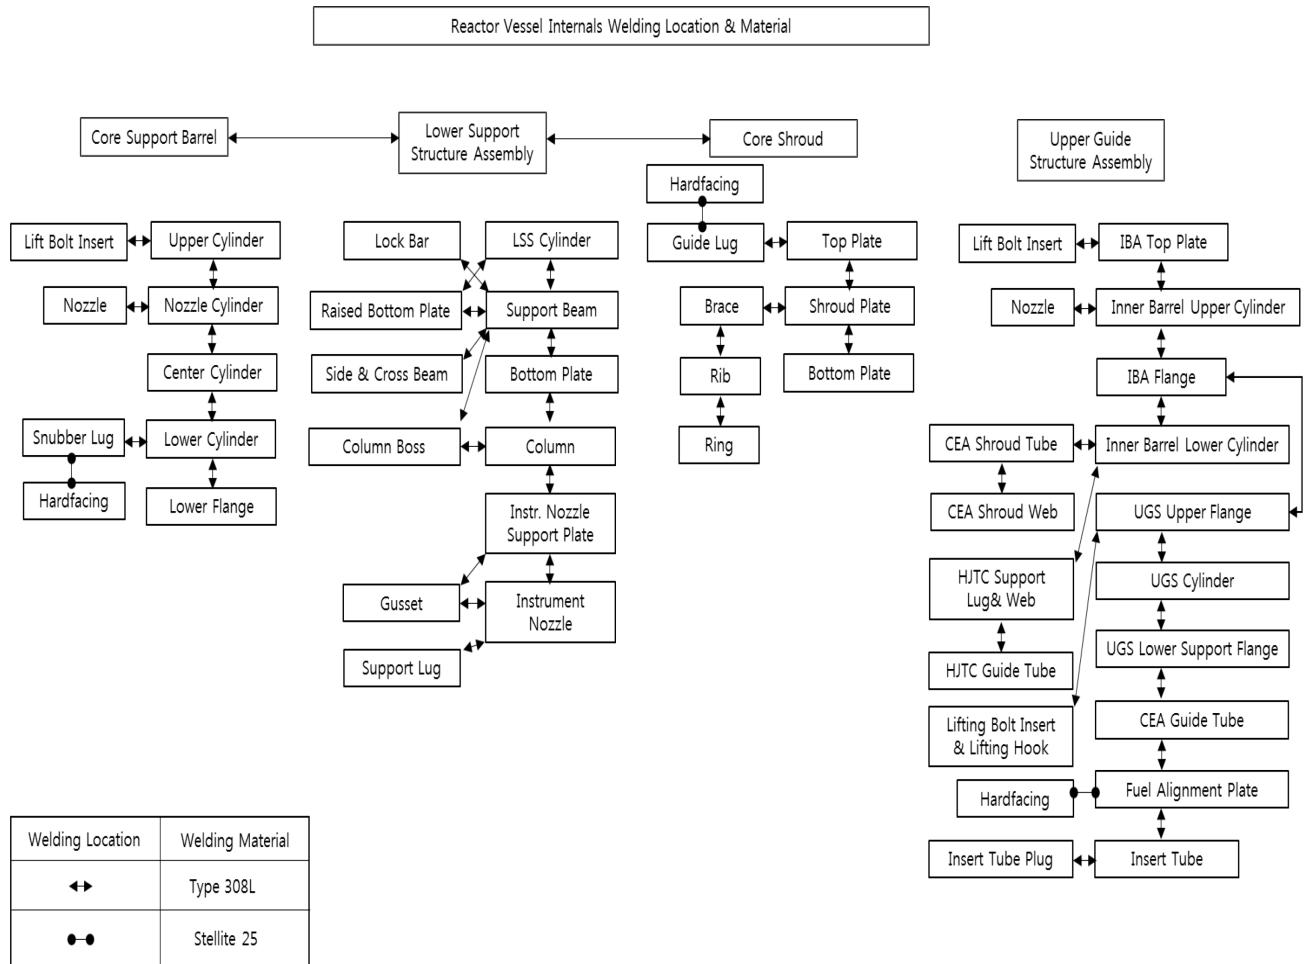 Reactor Vessel Internals Welding Location & Material
Core Support Barrel
Lower Support
Structure Assembly
Core Shroud
Upper Guide
Structure Assembly
Lift Bolt Insert
Upper Cylinder
Nozzle
Nozzle Cylinder
Center Cylinder
Snubber Lug
Lower Cylinder
Hardfacing
Lower Flange
Lock Bar
LSS Cylinder
Raised Bottom Plate
Support Beam
Side & Cross Beam
Bottom Plate
Column Boss
Column
Instr. Nozzle
Support Plate
Gusset
Instrument
Nozzle
Support Lug
Hardfacing
Guide Lug
Top Plate
Brace
Shroud Plate
Rib
Bottom Plate
Ring
Lift Bolt Insert
IBA Top Plate
Nozzle
Inner Barrel Upper Cylinder
IBA Flange
CEA Shroud Tube
Inner Barrel Lower Cylinder
CEA Shroud Web
UGS Upper Flange
HJTC Support
Lug& Web
UGS Cylinder
HJTC Guide Tube
UGS Lower Support Flange
Lifting Bolt Insert
& Lifting Hook
CEA Guide Tube
Hardfacing
Fuel Alignment Plate
Insert Tube Plug
Insert Tube
Welding Location
Welding Material
Type 308L
Stellite 25